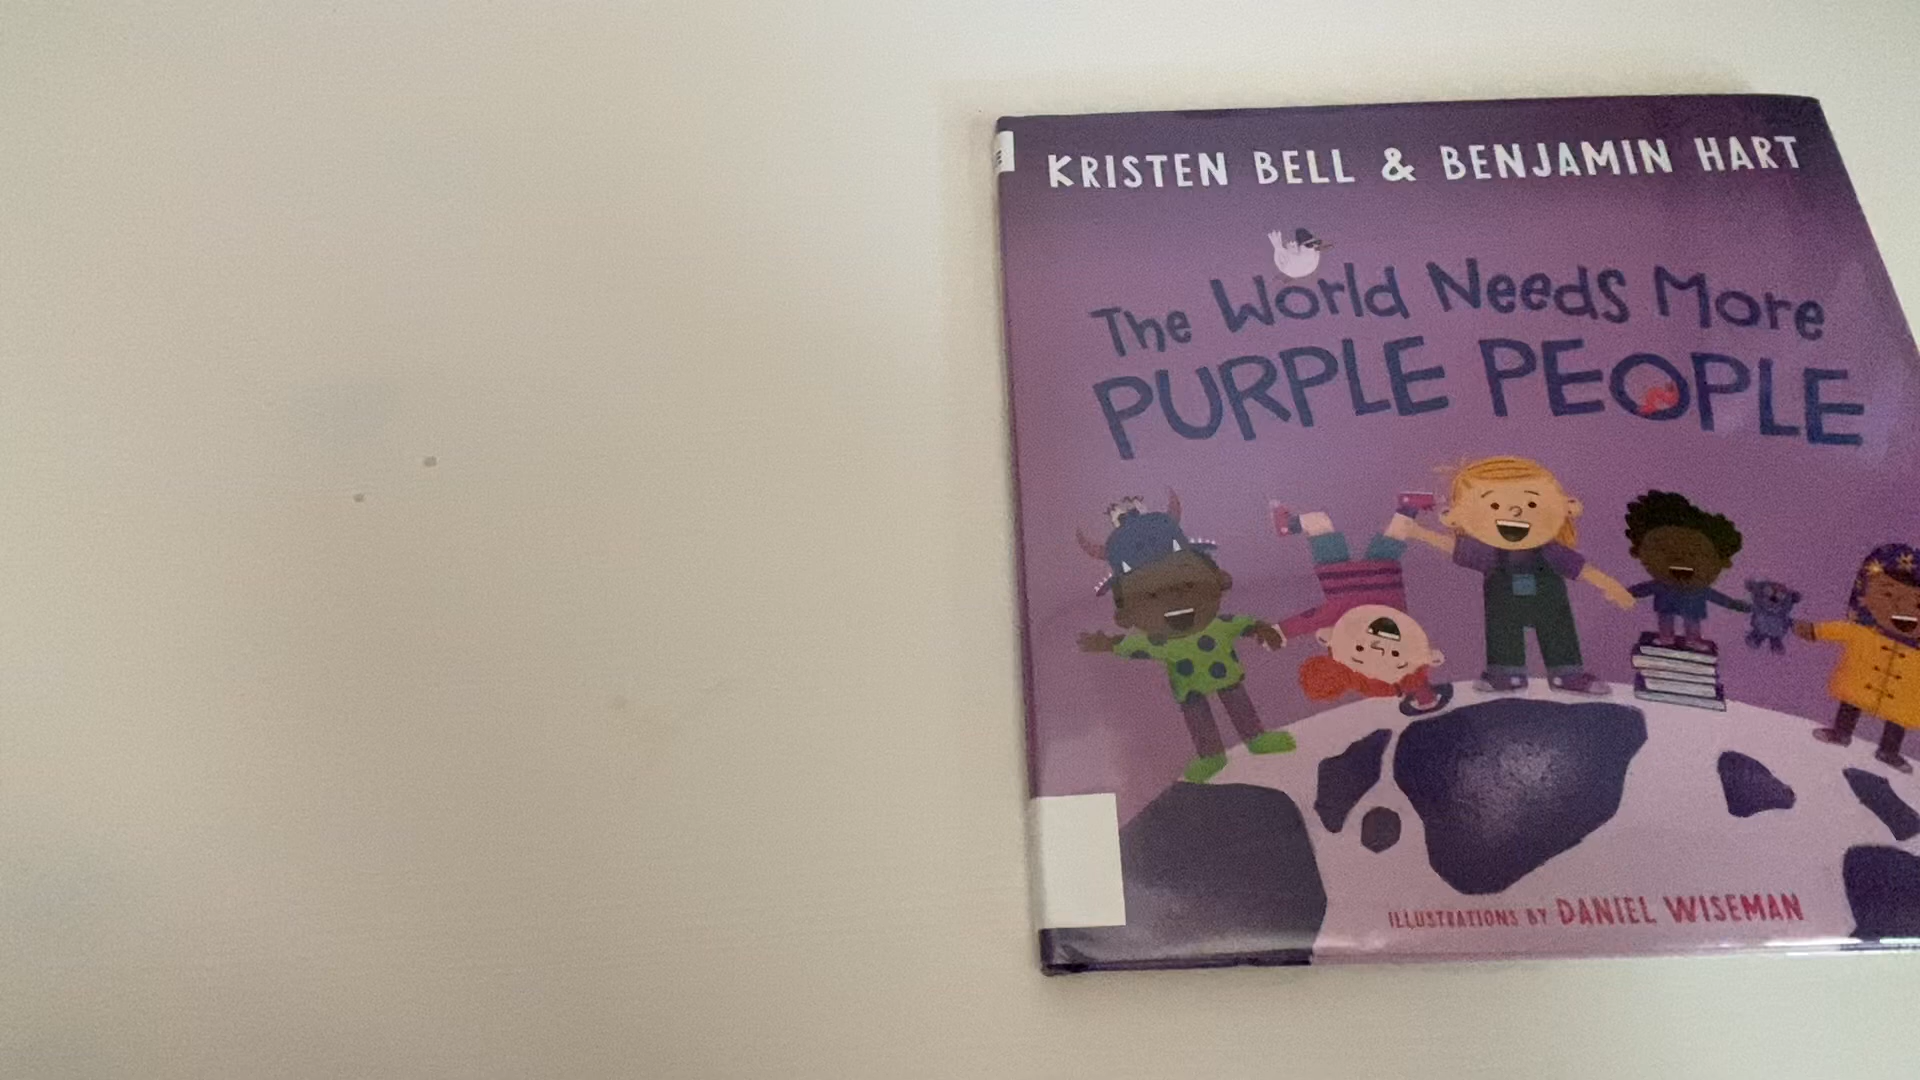 KRISTEN BELL & BENJAMIN HART
The World Needs More
PURPLE PEOPLE
ILLUSTRATIONS BY DANIEL WISEMAN